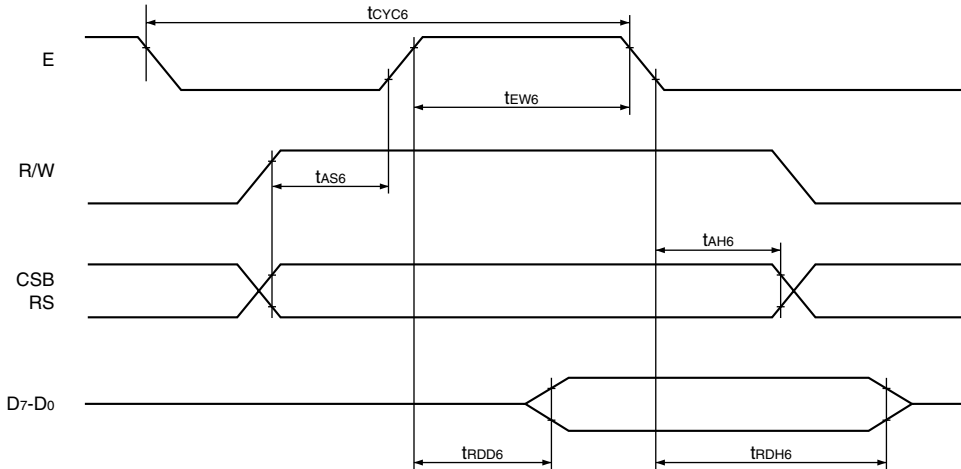 tCYC6
E
tEW6
R/W
tAS6
tAH6
CSB
RS
D7-D0
tRDD6
tRDH6